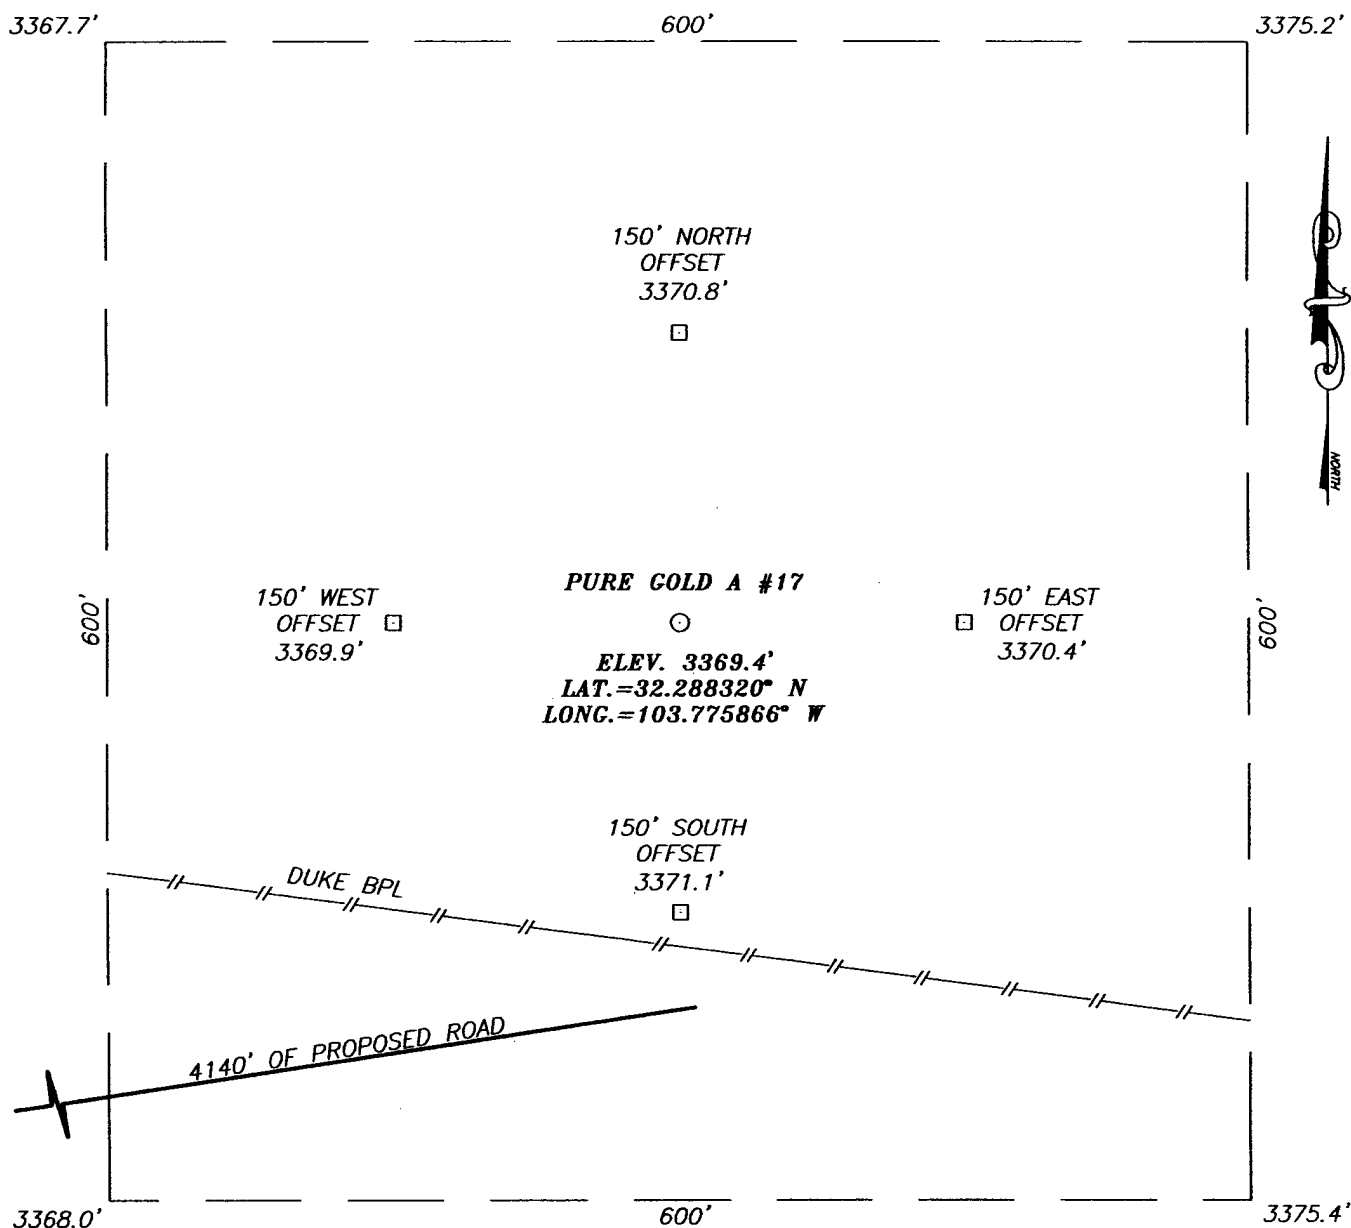 3367.7' 600' 3375.2'
150' NORTH
OFFSET
3370.8'
NORTH
600'
150' WEST
OFFSET
3369.9'
PURE GOLD A #17
ELEV. 3369.4'
LAT.=32.288320° N
LONG.=103.775866° W
150' EAST
OFFSET
3370.4'
600'
150' SOUTH
OFFSET
3371.1'
DUKE BPL
4140' OF PROPOSED ROAD
3368.0' 600' 3375.4'